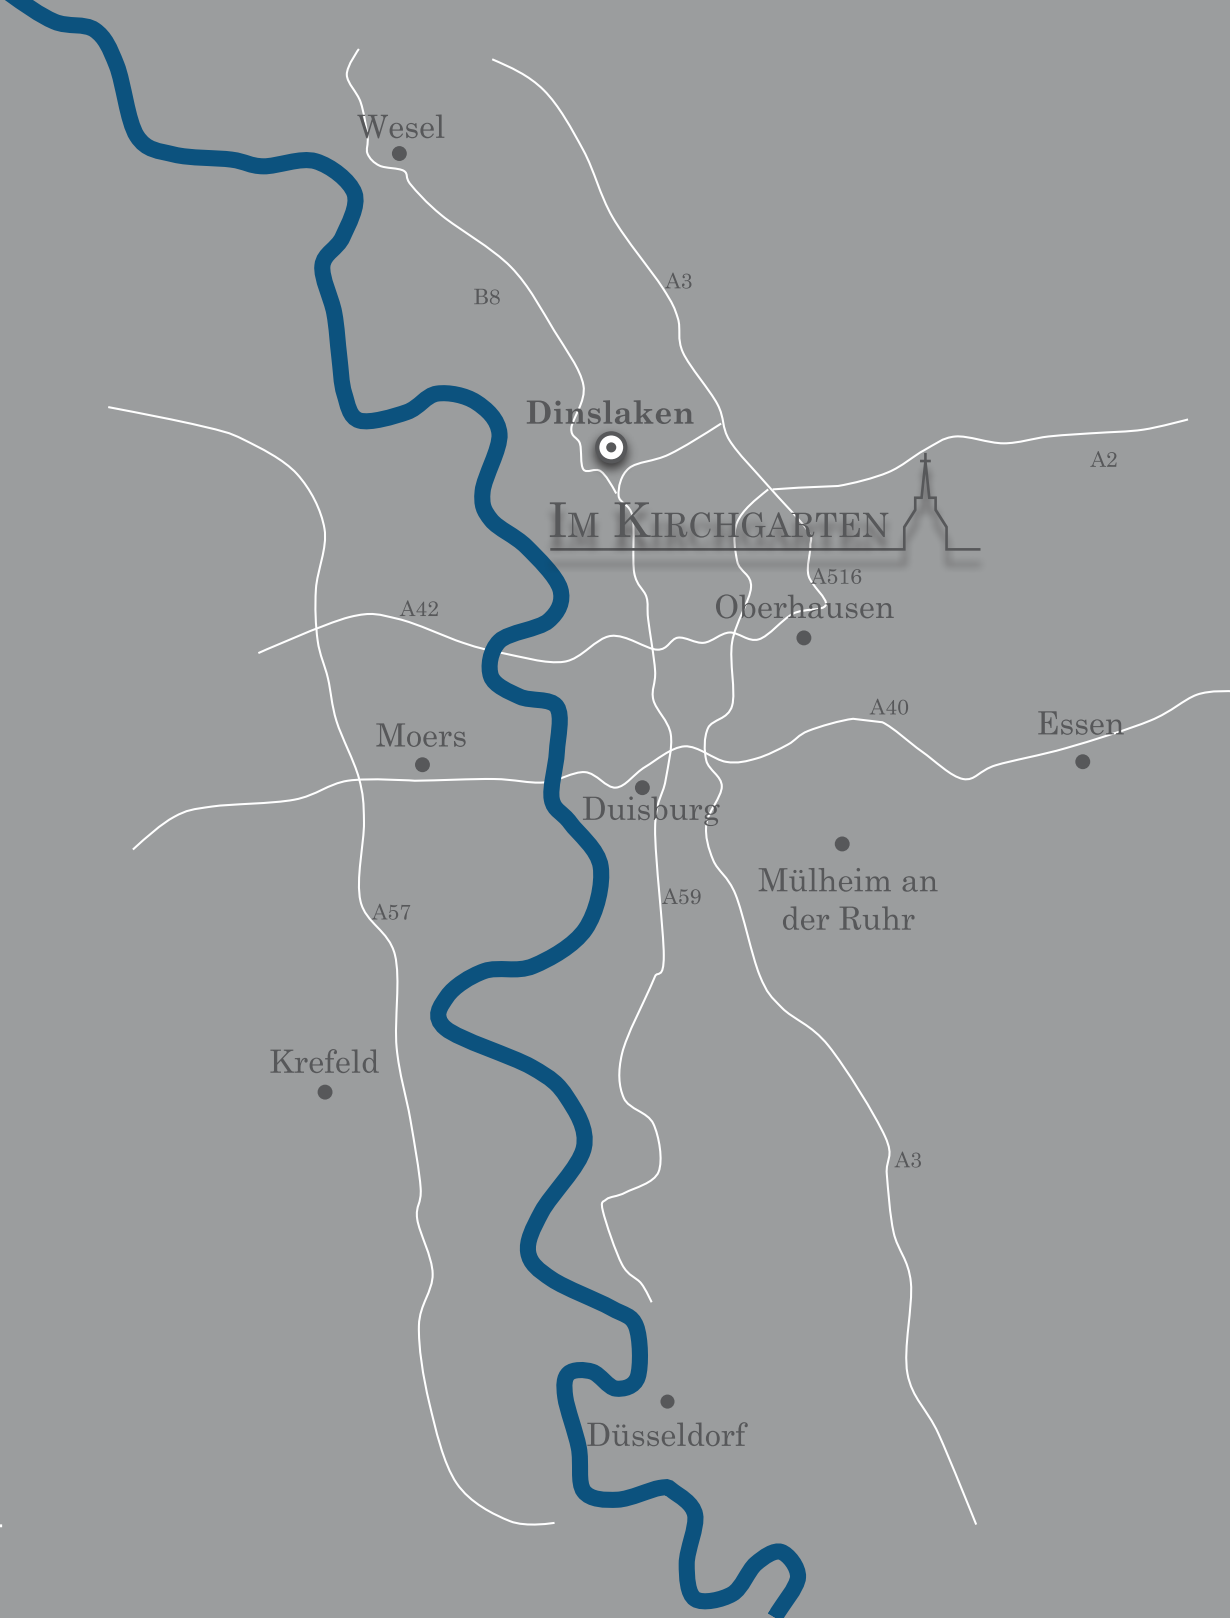 Wesel
A3
B8
Dinslaken
A2
IM KIRCHGARTEN
A516
Oberhausen
A42
A40
Essen
Moers
Duisburg
Mülheim an
der Ruhr
A59
A57
Krefeld
A3
Düsseldorf